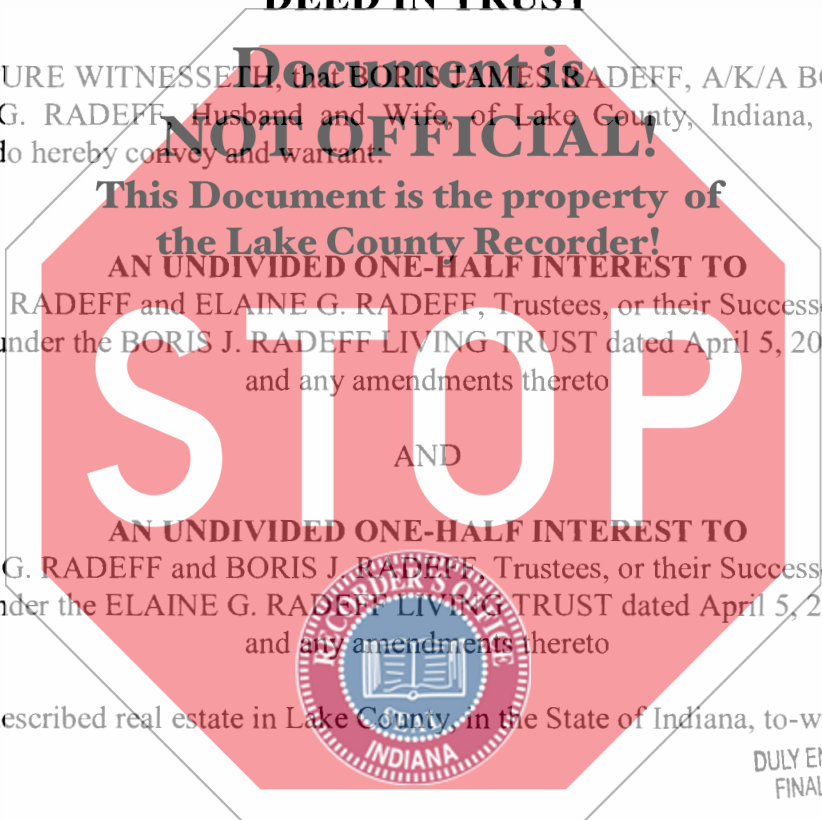 DEED IN TRUST
Document is
URE WITNESSETH, that BORIS JAMES RADEFF, A/K/A BO
G. RADEFF, Husband and Wife, of Lake County, Indiana,
NOT OFFICIAL!
do hereby convey and warrant:
This Document is the property of
the Lake County Recorder!
AN UNDIVIDED ONE-HALF INTEREST TO
RADEFF and ELAINE G. RADEFF, Trustees, or their Success
under the BORIS J. RADEFF LIVING TRUST dated April 5, 20
and any amendments thereto
STOP
AND
AN UNDIVIDED ONE-HALF INTEREST TO
G. RADEFF and BORIS J. RADEFF, Trustees, or their Success
nder the ELAINE G. RADEFF LIVING TRUST dated April 5, 2
and any amendments thereto
RECORDER'S OFFICE
SEAL
INDIANA
escribed real estate in Lake County, in the State of Indiana, to-w
DULY EN
FINAL